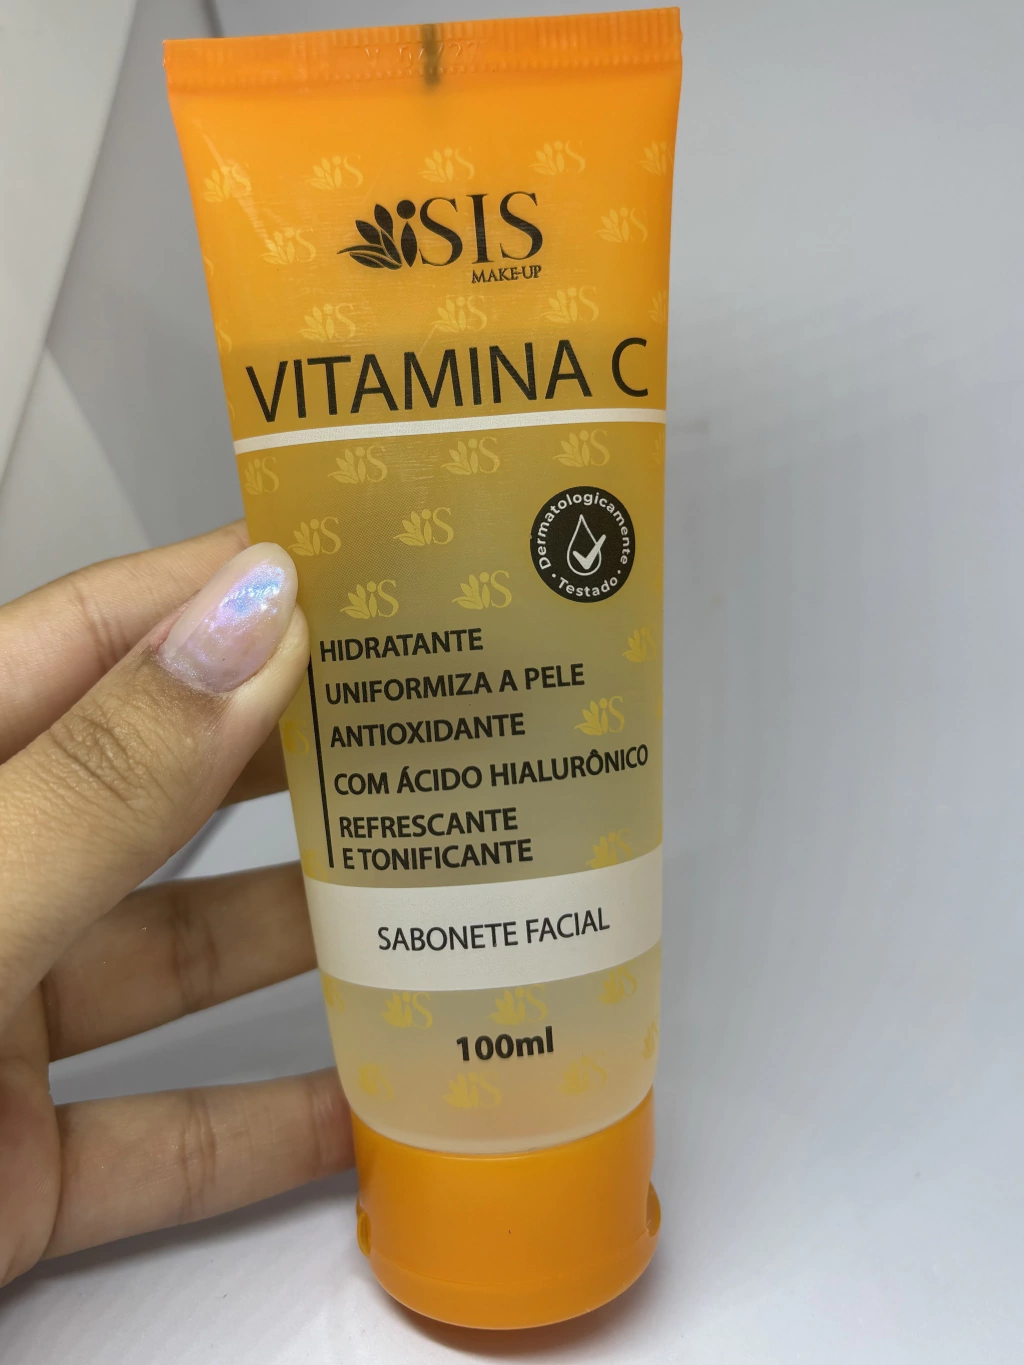 ISIS
MAKE-UP
VITAMINA C
Dermatologicamente
Testado
HIDRATANTE
UNIFORMIZA A PELE
ANTIOXIDANTE
COM ÁCIDO HIALURÔNICO
REFRESCANTE
E TONIFICANTE
SABONETE FACIAL
100ml